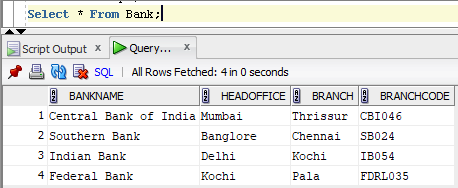 Select * From Bank;
Script Output x Query... x
SQL | All Rows Fetched: 4 in 0 seconds
BANKNAME HEADOFFICE BRANCH BRANCHCODE
1 Central Bank of India Mumbai Thrissur CBI046
2 Southern Bank Banglore Chennai SB024
3 Indian Bank Delhi Kochi IB054
4 Federal Bank Kochi Pala FDRL035